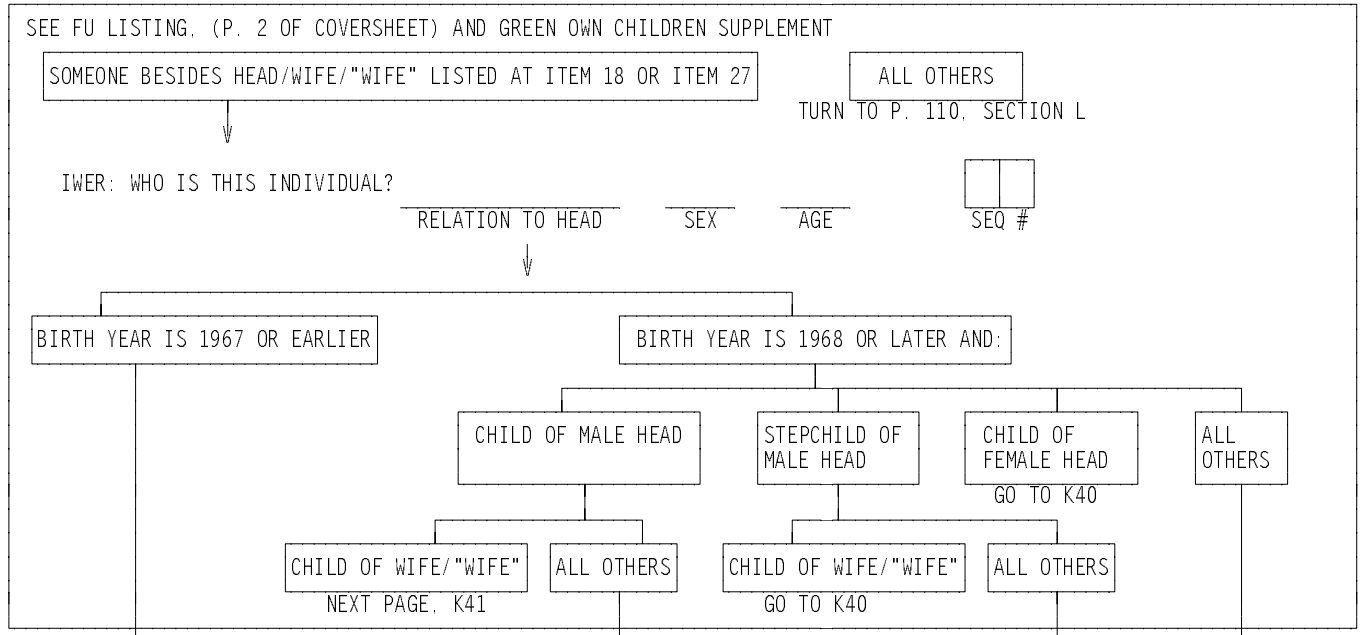 SEE FU LISTING, (P. 2 OF COVERSHEET) AND GREEN OWN CHILDREN SUPPLEMENT
SOMEONE BESIDES HEAD/WIFE/"WIFE" LISTED AT ITEM 18 OR ITEM 27
ALL OTHERS
TURN TO P. 110, SECTION L
IWER: WHO IS THIS INDIVIDUAL?
RELATION TO HEAD
SEX
AGE
SEQ #
BIRTH YEAR IS 1967 OR EARLIER
BIRTH YEAR IS 1968 OR LATER AND:
CHILD OF MALE HEAD
STEPCHILD OF
MALE HEAD
CHILD OF
FEMALE HEAD
GO TO K40
ALL
OTHERS
CHILD OF WIFE/"WIFE"
NEXT PAGE, K41
ALL OTHERS
CHILD OF WIFE/"WIFE"
GO TO K40
ALL OTHERS